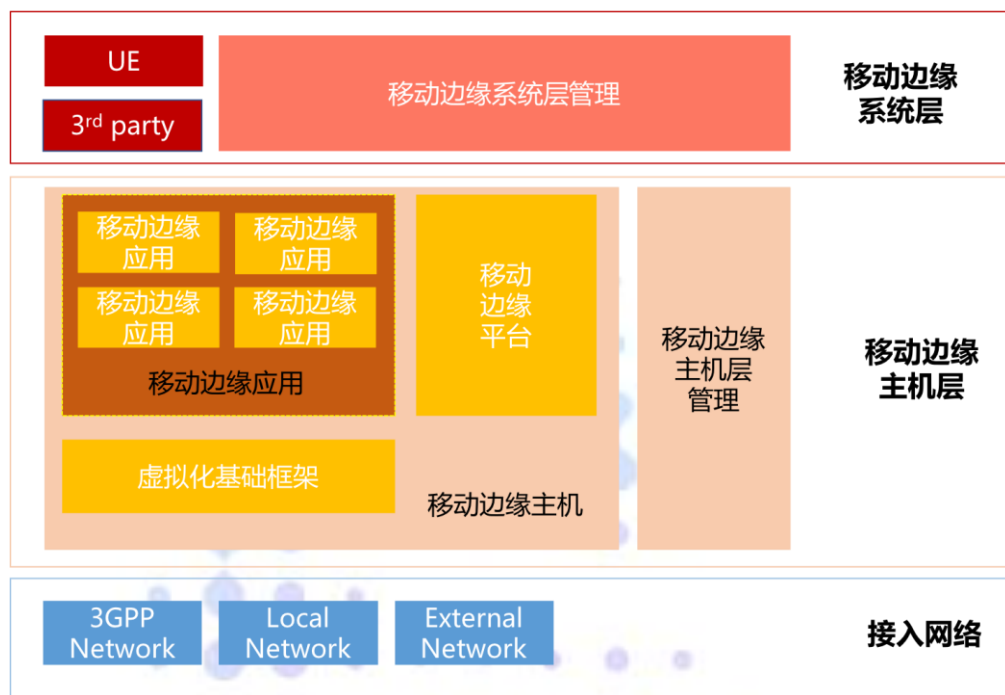 UE
3rd party
移动边缘系统层管理
移动边缘
系统层
移动边缘
应用
移动边缘
应用
移动边缘
应用
移动边缘
应用
移动边缘应用
移动
边缘
平台
虚拟化基础框架
移动边缘主机
移动边缘
主机层
管理
移动边缘
主机层
3GPP
Network
Local
Network
External
Network
接入网络